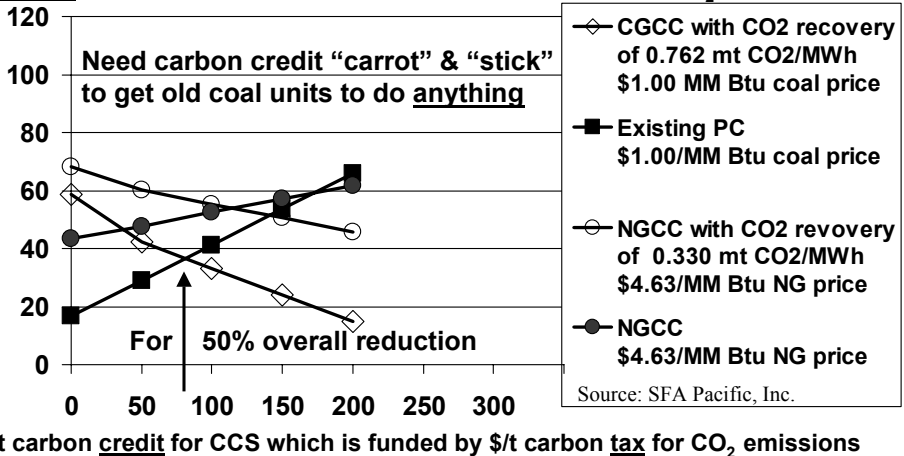 120
100
80
60
40
20
0
Need carbon credit “carrot” & “stick”
to get old coal units to do anything
For 50% overall reduction
0 50 100 150 200 250 300
t carbon credit for CCS which is funded by $/t carbon tax for CO₂ emissions
CGCC with CO2 recovery
of 0.762 mt CO2/MWh
$1.00 MM Btu coal price
Existing PC
$1.00/MM Btu coal price
NGCC with CO2 revovery
of 0.330 mt CO2/MWh
$4.63/MM Btu NG price
NGCC
$4.63/MM Btu NG price
Source: SFA Pacific, Inc.